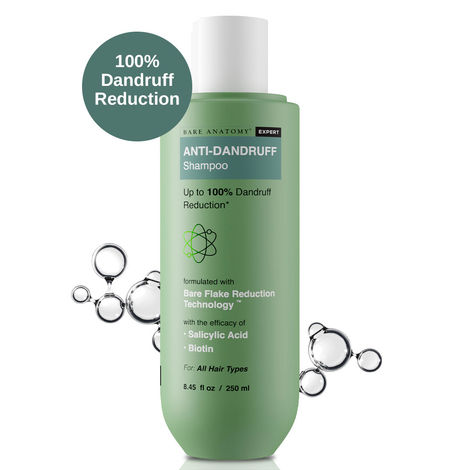 100%
Dandruff
Reduction
BARE ANATOMY EXPERT
ANTI-DANDRUFF
Shampoo
Up to 100% Dandruff
Reduction*
formulated with
Bare Flake Reduction
Technology™
with the efficacy of
· Salicylic Acid
· Biotin
For: All Hair Types
8.45 fl oz / 250 ml